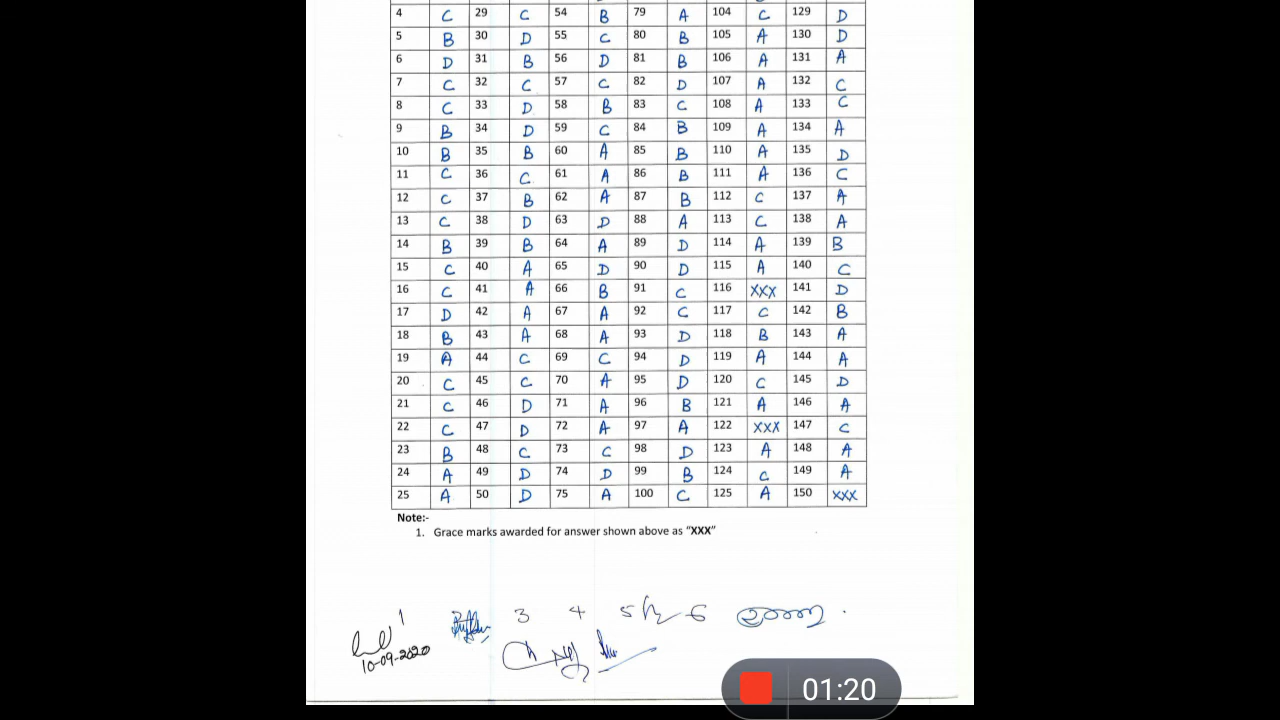 4 C 29 C 54 B 79 A 104 C 129 D
5 B 30 D 55 C 80 B 105 A 130 D
6 D 31 B 56 D 81 B 106 A 131 A
7 C 32 C 57 C 82 D 107 A 132 C
8 C 33 D 58 B 83 C 108 A 133 C
9 B 34 D 59 C 84 B 109 A 134 A
10 B 35 B 60 A 85 B 110 A 135 D
11 C 36 C 61 A 86 B 111 A 136 C
12 C 37 B 62 A 87 B 112 C 137 A
13 C 38 D 63 D 88 A 113 C 138 A
14 B 39 B 64 A 89 D 114 A 139 B
15 C 40 A 65 D 90 D 115 A 140 C
16 C 41 A 66 B 91 C 116 XXX 141 D
17 D 42 A 67 A 92 C 117 C 142 B
18 B 43 A 68 A 93 D 118 B 143 A
19 A 44 C 69 C 94 D 119 A 144 A
20 C 45 C 70 A 95 D 120 C 145 D
21 C 46 D 71 A 96 B 121 A 146 A
22 C 47 D 72 A 97 A 122 XXX 147 C
23 B 48 C 73 C 98 D 123 A 148 A
24 A 49 D 74 D 99 B 124 C 149 A
25 A 50 D 75 A 100 C 125 A 150 XXX
Note:-
1. Grace marks awarded for answer shown above as "XXX"
1 3 4 5 6
10-09-2020
01:20